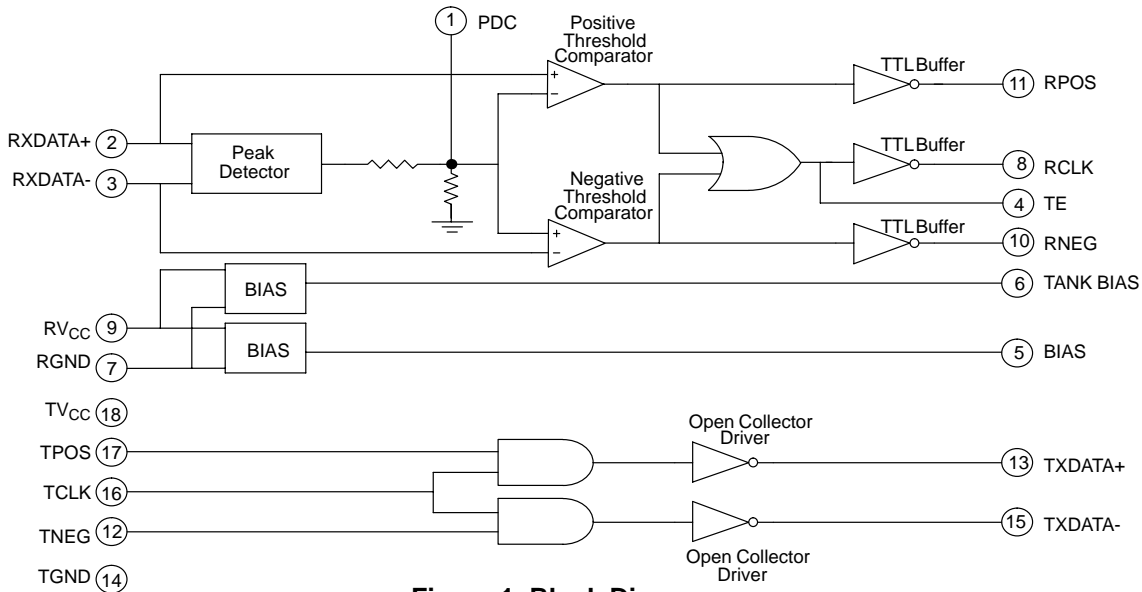 1 PDC
Positive
Threshold
Comparator
+
−
TTL Buffer
11 RPOS
RXDATA+ 2
Peak
Detector
RXDATA- 3
TTL Buffer
8 RCLK
Negative
Threshold
Comparator
4 TE
+
−
TTL Buffer
10 RNEG
BIAS
6 TANK BIAS
RVCC 9
BIAS
5 BIAS
RGND 7
TVCC 18
Open Collector
Driver
TPOS 17
13 TXDATA+
TCLK 16
TNEG 12
15 TXDATA-
Open Collector
Driver
TGND 14